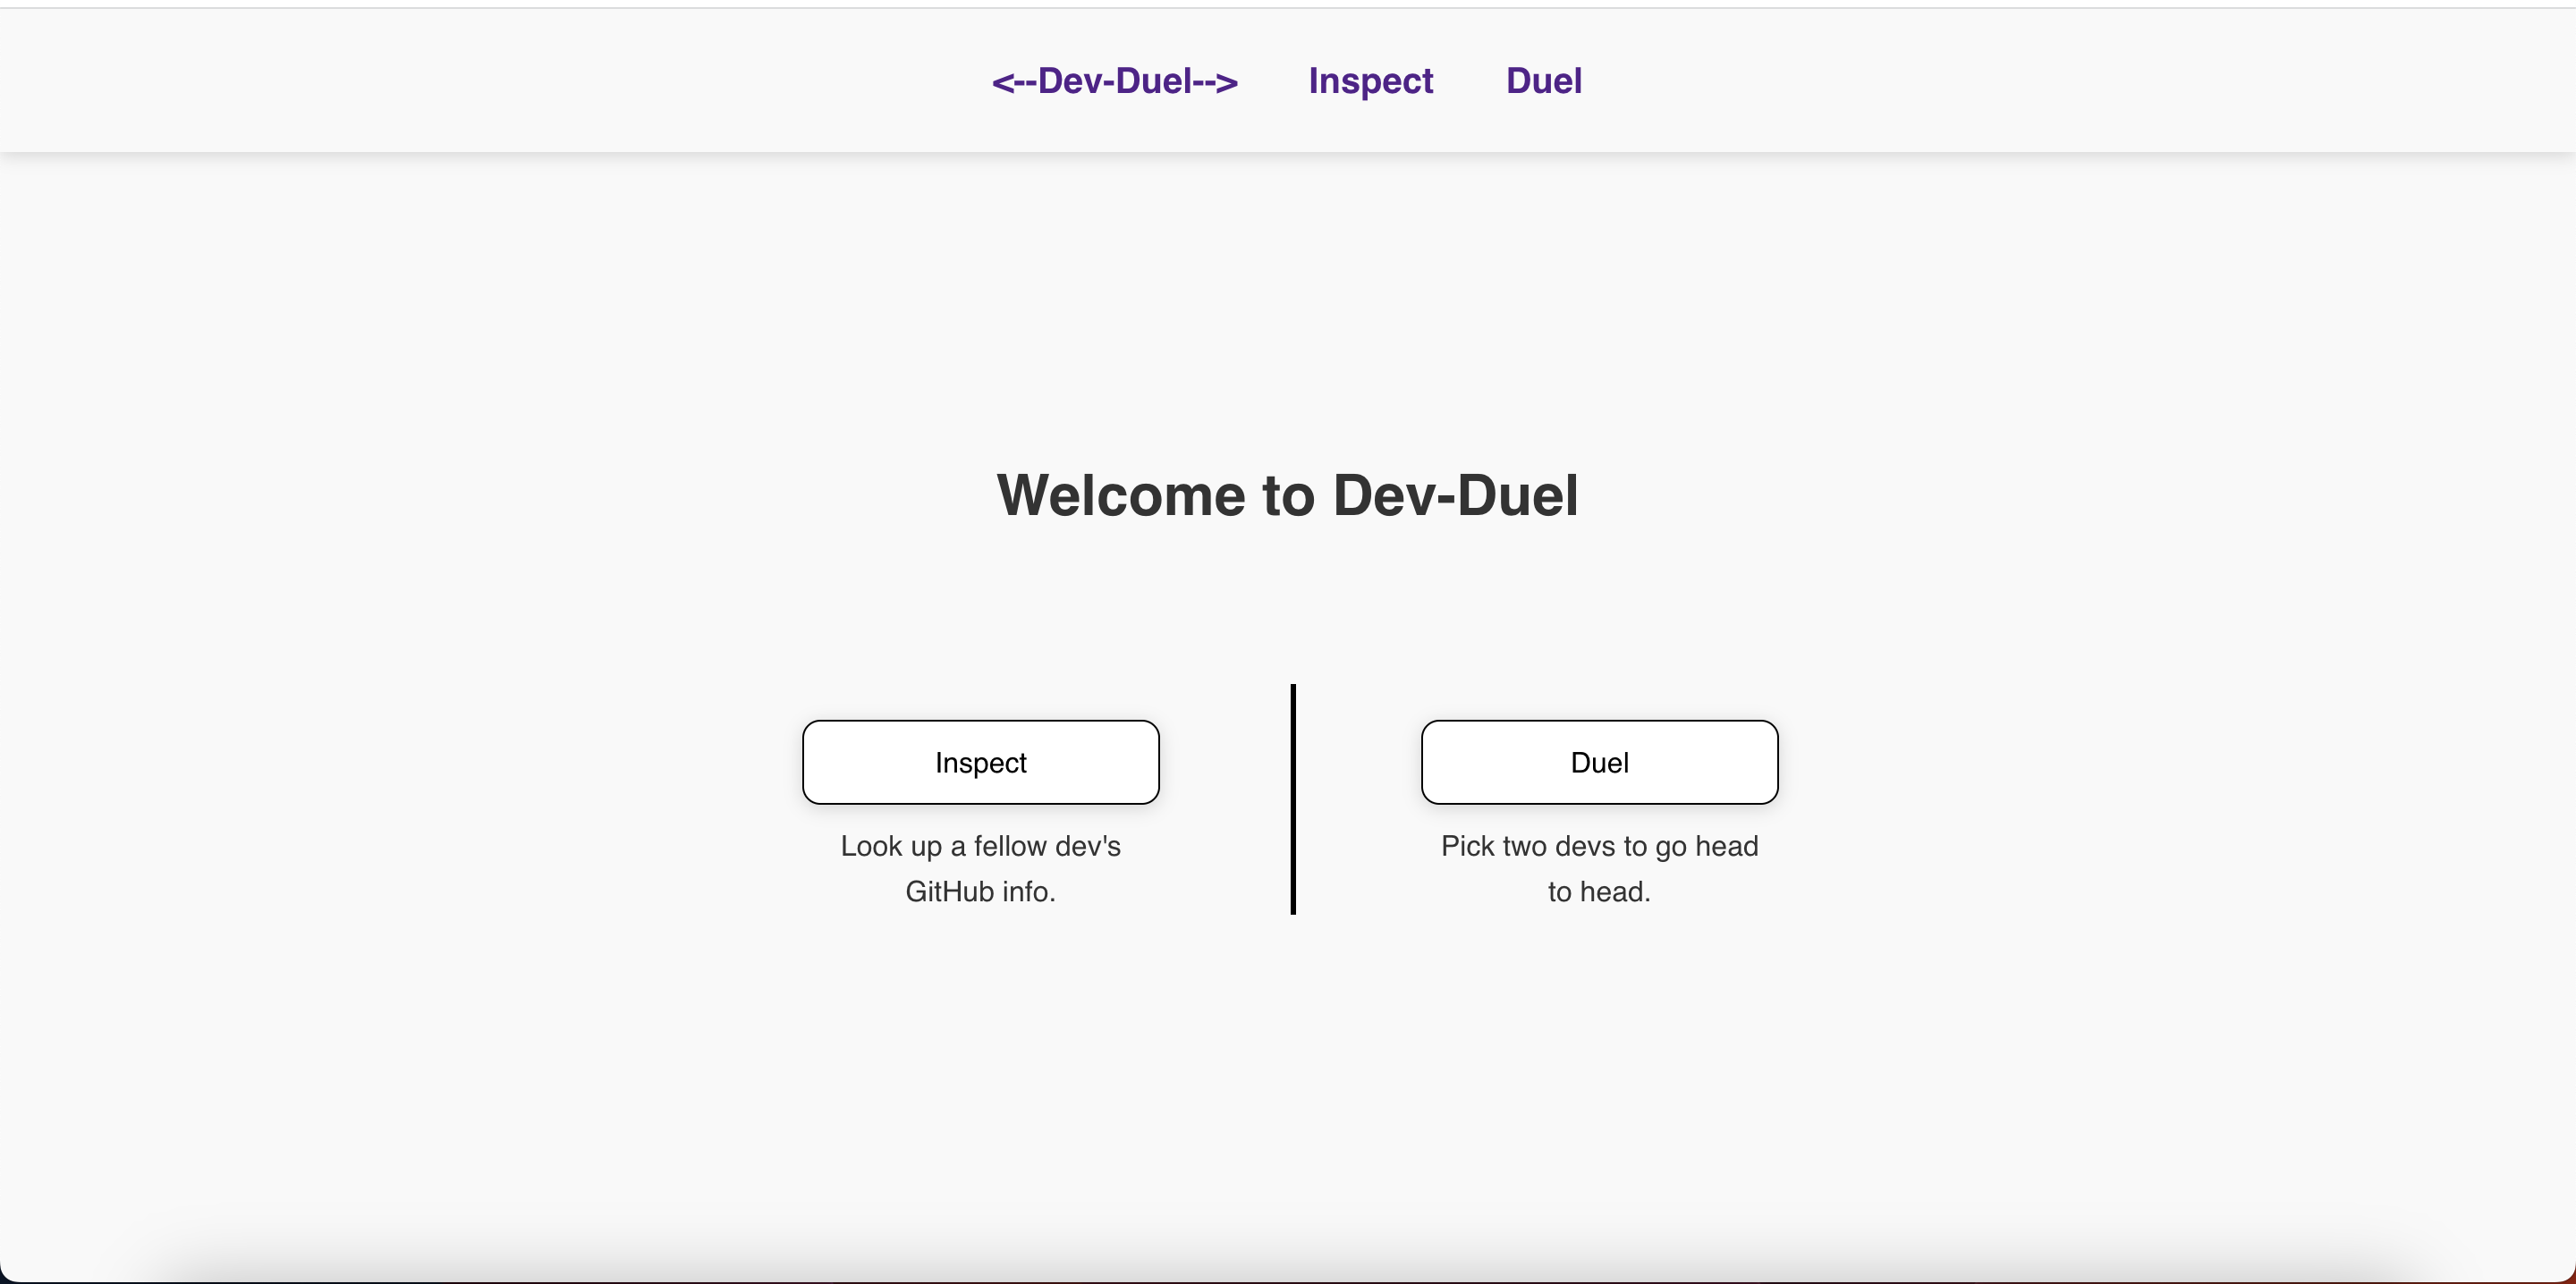 <--Dev-Duel--> Inspect Duel
Welcome to Dev-Duel
Inspect
Look up a fellow dev's
GitHub info.
Duel
Pick two devs to go head
to head.